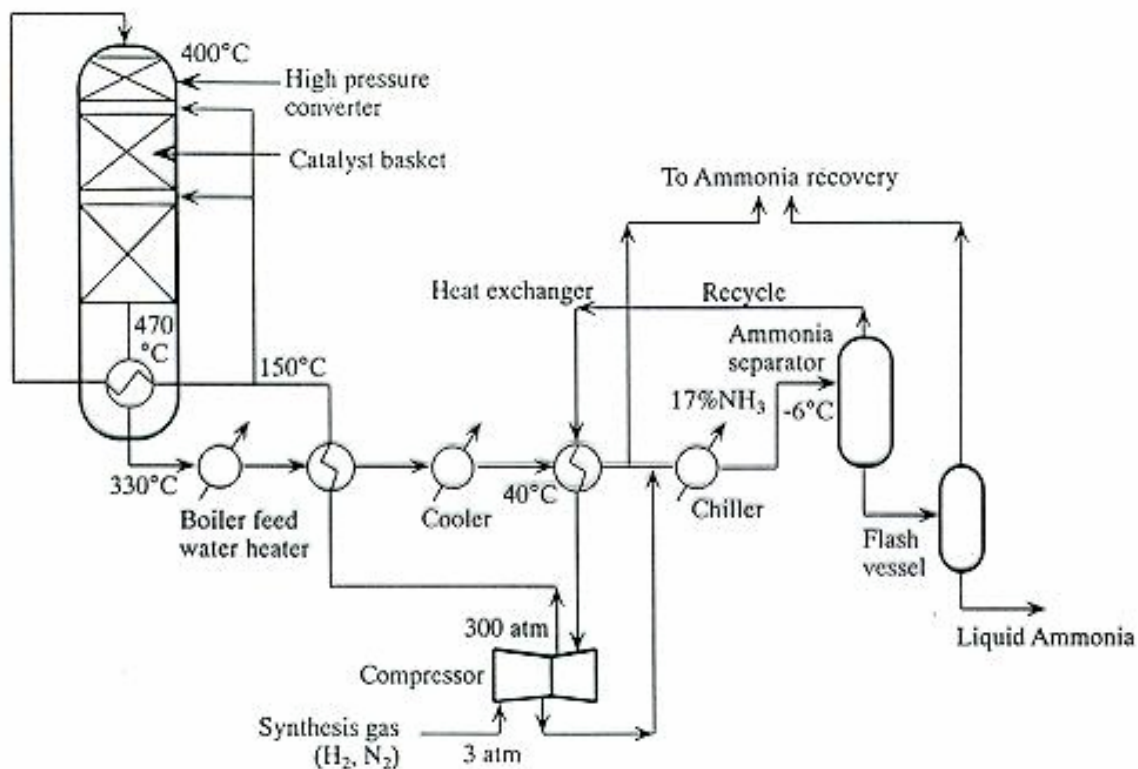 400°C
High pressure
converter
Catalyst basket
To Ammonia recovery
Heat exchanger
Recycle
470
°C
150°C
Ammonia
separator
17%NH₃
-6°C
330°C
Boiler feed
water heater
Cooler
40°C
Chiller
Flash
vessel
300 atm
Compressor
Liquid Ammonia
Synthesis gas
(H₂, N₂)
3 atm